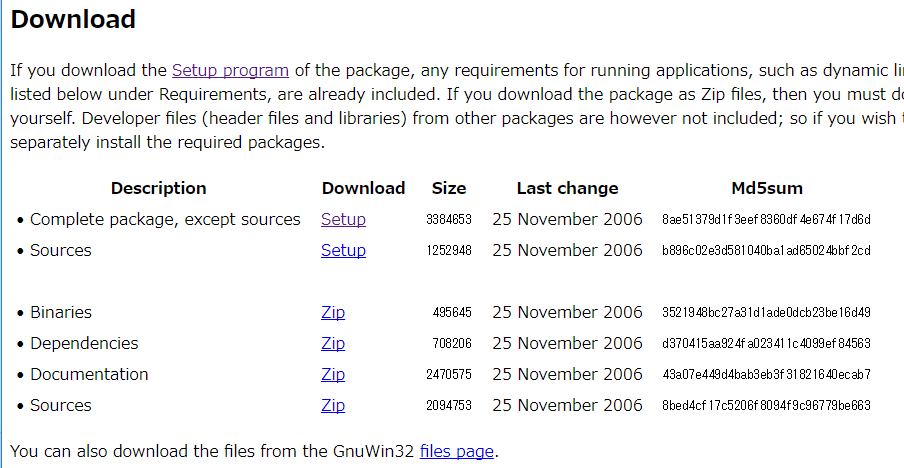 Download
If you download the Setup program of the package, any requirements for running applications, such as dynamic
listed below under Requirements, are already included. If you download the package as Zip files, then you must
yourself. Developer files (header files and libraries) from other packages are however not included; so if you wish
separately install the required packages.
Description Download Size Last change Md5sum
• Complete package, except sources Setup 3384653 25 November 2006 8ae51379d1f3eef8360df4e674f17d6d
• Sources Setup 1252948 25 November 2006 b896c02e3d581040ba1ad65024bbf2cd
• Binaries Zip 495645 25 November 2006 3521948bc27a31d1ade0dcb23be16d49
• Dependencies Zip 708206 25 November 2006 d370415aa924fa023411c4099ef84563
• Documentation Zip 2470575 25 November 2006 43a07e449d4bab3eb3f31821640ecab7
• Sources Zip 2094753 25 November 2006 8bed4cf17c5206f8094f9c96779be663
You can also download the files from the GnuWin32 files page.